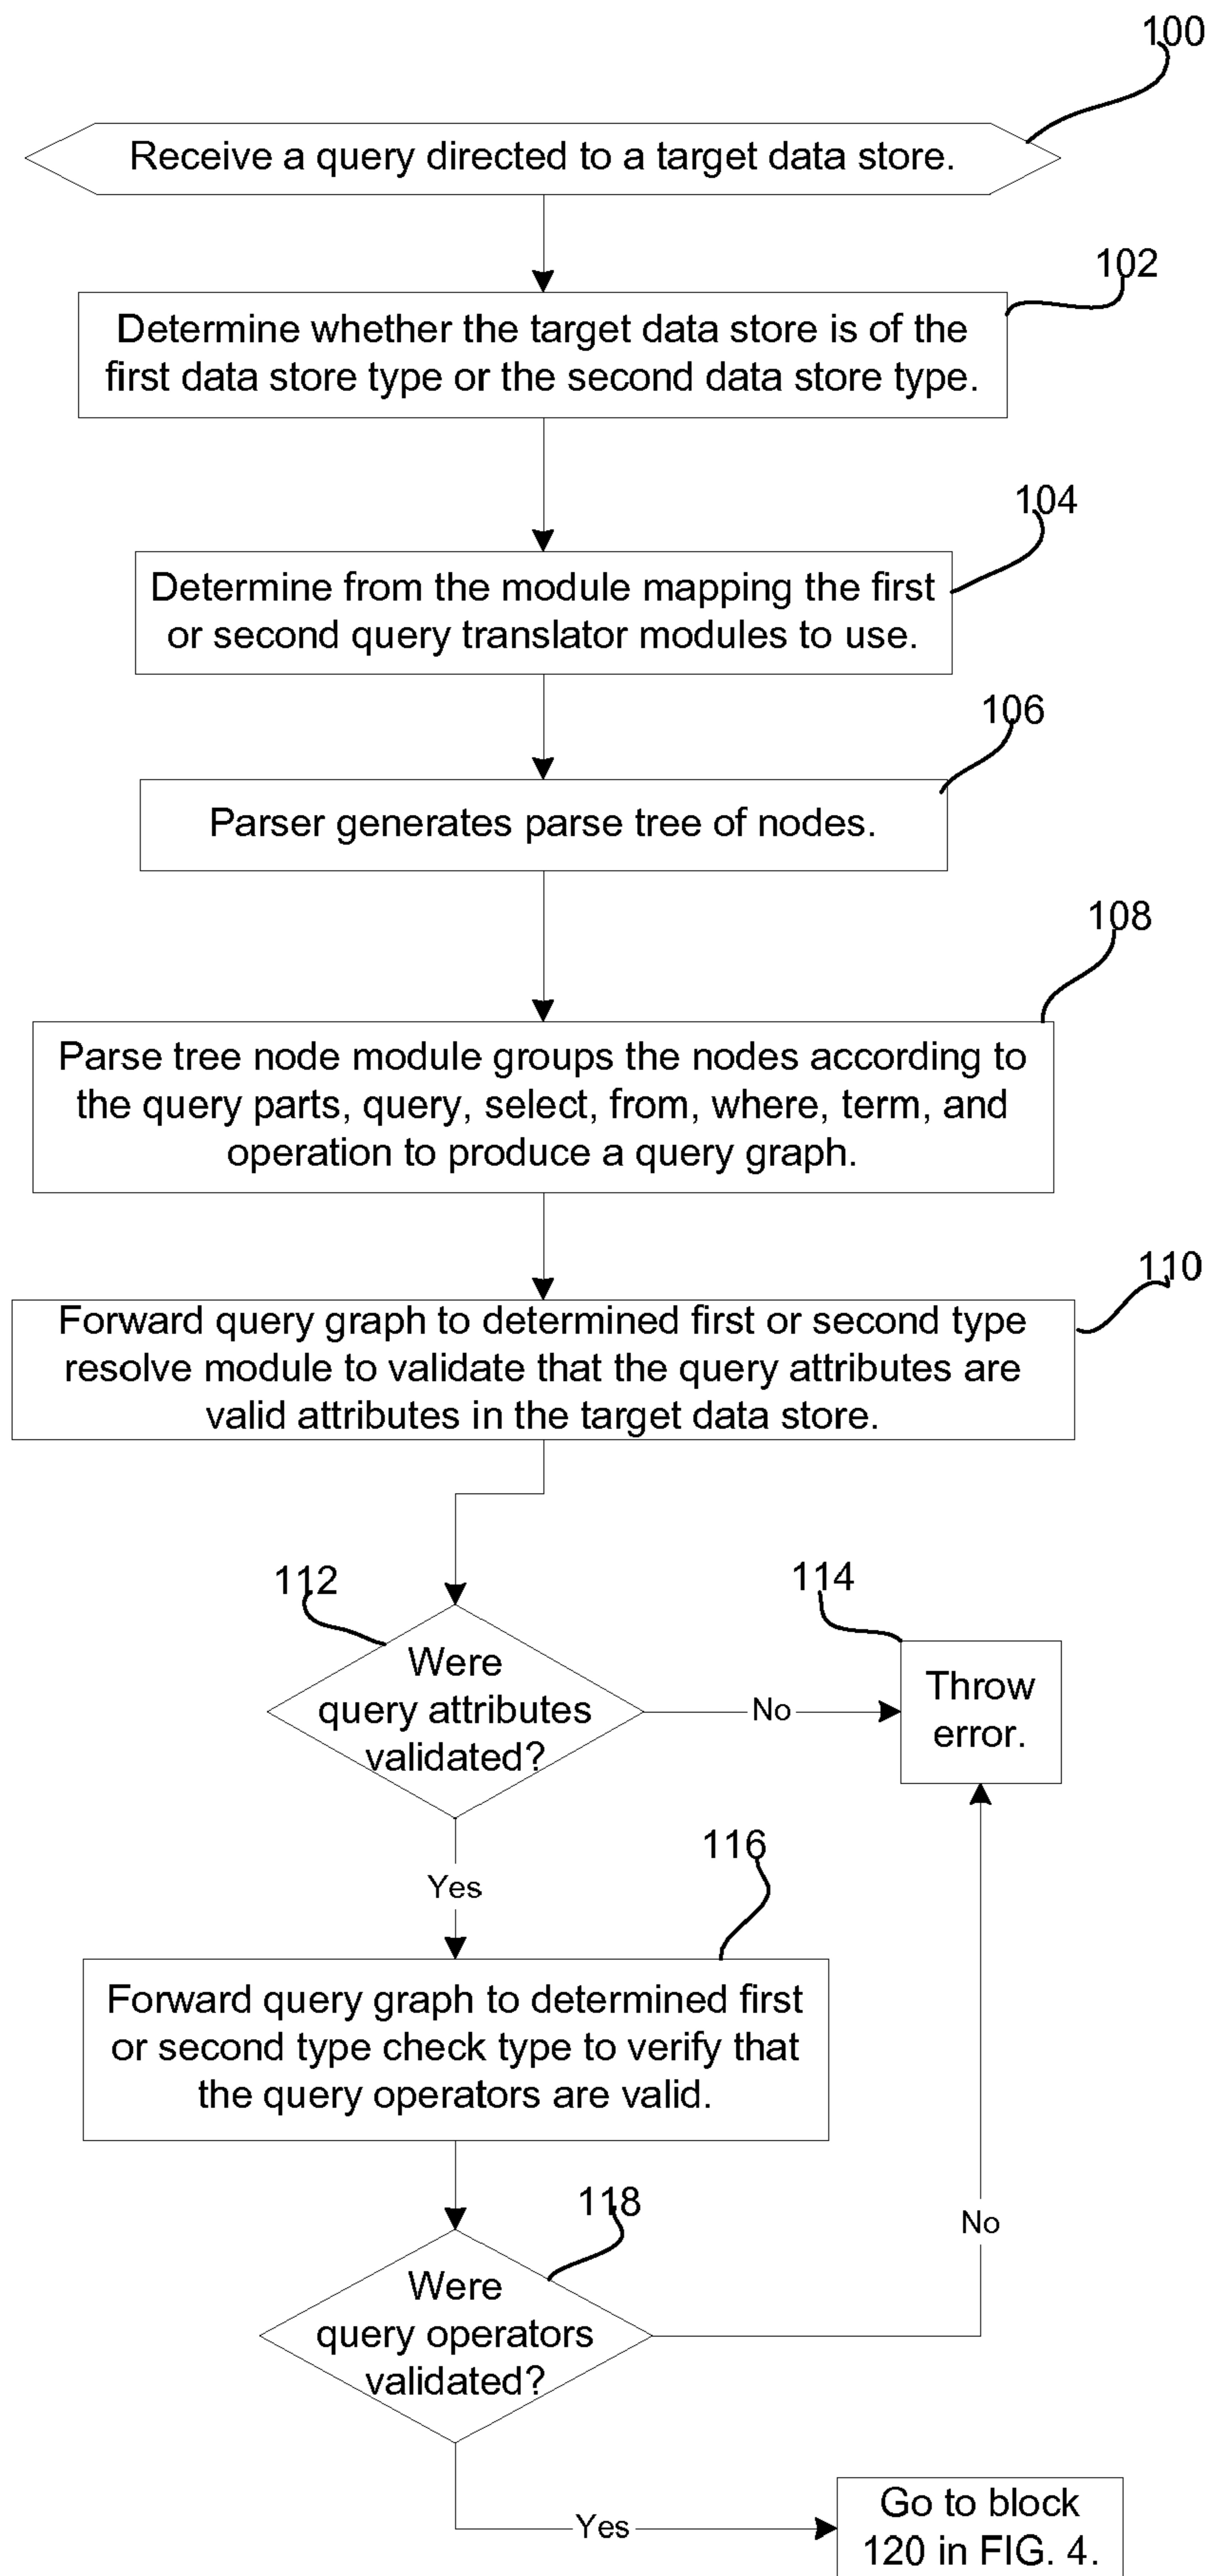 100
Receive a query directed to a target data store.
102
Determine whether the target data store is of the
first data store type or the second data store type.
104
Determine from the module mapping the first
or second query translator modules to use.
106
Parser generates parse tree of nodes.
108
Parse tree node module groups the nodes according to
the query parts, query, select, from, where, term, and
operation to produce a query graph.
110
Forward query graph to determined first or second type
resolve module to validate that the query attributes are
valid attributes in the target data store.
112
Were
query attributes
validated?
No
114
Throw
error.
Yes
116
Forward query graph to determined first
or second type check type to verify that
the query operators are valid.
118
Were
query operators
validated?
No
Yes
Go to block
120 in FIG. 4.